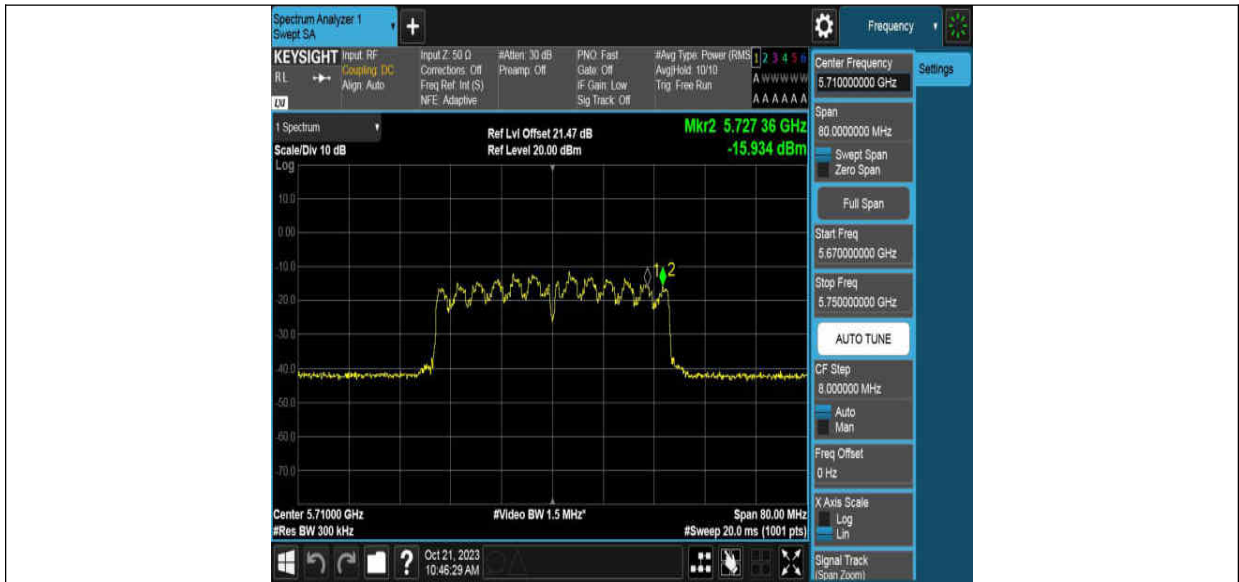 Spectrum Analyzer 1
Swept SA
+
Frequency
KEYSIGHT
RL
LXI
Input: RF
Coupling: DC
Align: Auto
Input Z: 50 Ω
Corrections: Off
Freq Ref: Int (S)
NFE: Adaptive
#Atten: 30 dB
Preamp: Off
PNO: Fast
Gate: Off
IF Gain: Low
Sig Track: Off
#Avg Type: Power (RMS
Avg|Hold: 10/10
Trig: Free Run
1 2 3 4 5 6
A W W W W W
A A A A A A
Center Frequency
5.710000000 GHz
Settings
1 Spectrum
Scale/Div 10 dB
Log
Ref Lvl Offset 21.47 dB
Ref Level 20.00 dBm
Mkr2 5.727 36 GHz
-15.934 dBm
10.0
0.00
-10.0
-20.0
-30.0
-40.0
-50.0
-60.0
-70.0
1
2
Center 5.71000 GHz
#Res BW 300 kHz
#Video BW 1.5 MHz*
Span 80.00 MHz
#Sweep 20.0 ms (1001 pts)
Span
80.0000000 MHz
Swept Span
Zero Span
Full Span
Start Freq
5.670000000 GHz
Stop Freq
5.750000000 GHz
AUTO TUNE
CF Step
8.000000 MHz
Auto
Man
Freq Offset
0 Hz
X Axis Scale
Log
Lin
Signal Track
(Span Zoom)
?
Oct 21, 2023
10:46:29 AM